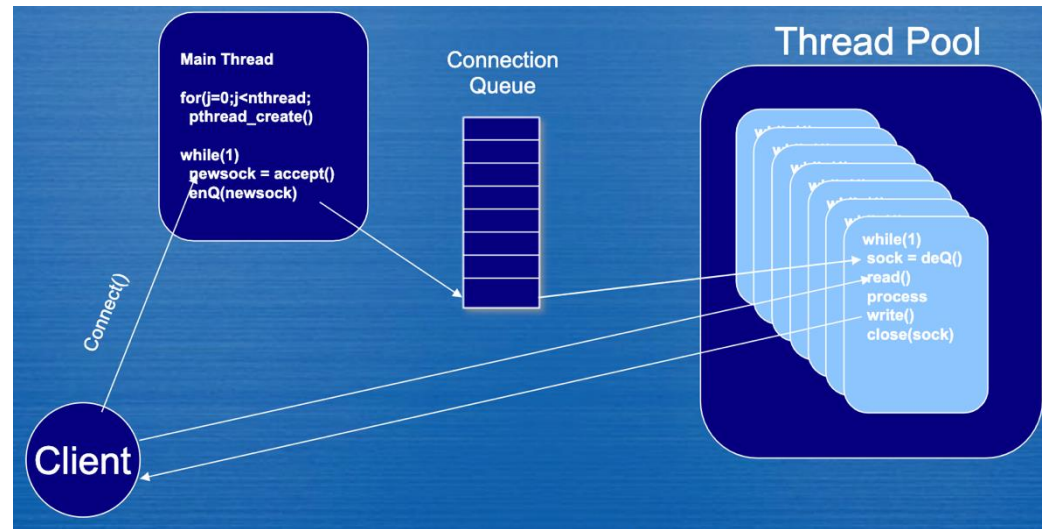 Main Thread
for(j=0;j<nthread;
pthread_create()
while(1)
newsock = accept()
enQ(newsock)
Connection
Queue
Thread Pool
while(1)
sock = deQ()
read()
process
write()
close(sock)
Connect()
Client